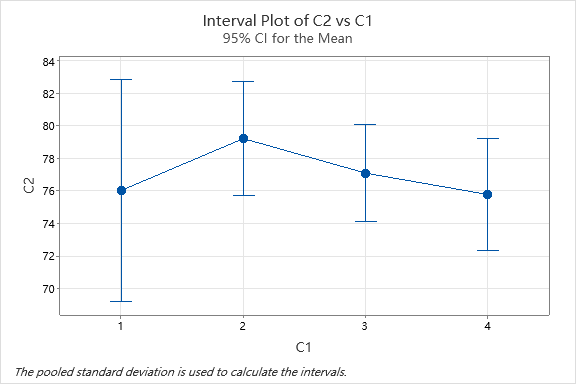 Interval Plot of C2 vs C1
95% CI for the Mean
84
82
80
78
76
74
72
70
C2
1 2 3 4
C1
The pooled standard deviation is used to calculate the intervals.